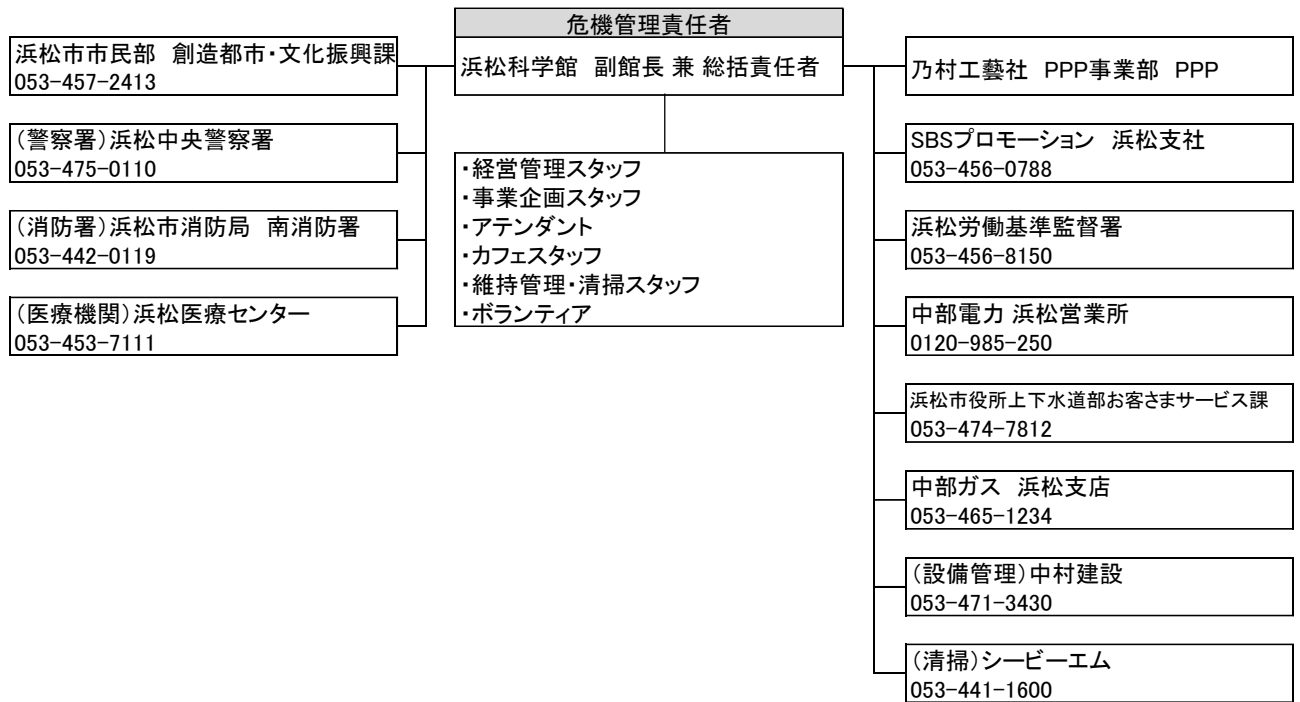 危機管理責任者
浜松科学館　副館長 兼 総括責任者
浜松市市民部　創造都市・文化振興課
053-457-2413
（警察署）浜松中央警察署
053-475-0110
（消防署）浜松市消防局　南消防署
053-442-0119
（医療機関）浜松医療センター
053-453-7111
・経営管理スタッフ
・事業企画スタッフ
・アテンダント
・カフェスタッフ
・維持管理・清掃スタッフ
・ボランティア
乃村工藝社　PPP事業部　PPP
SBSプロモーション　浜松支社
053-456-0788
浜松労働基準監督署
053-456-8150
中部電力 浜松営業所
0120-985-250
浜松市役所上下水道部お客さまサービス課
053-474-7812
中部ガス　浜松支店
053-465-1234
（設備管理）中村建設
053-471-3430
（清掃）シービーエム
053-441-1600